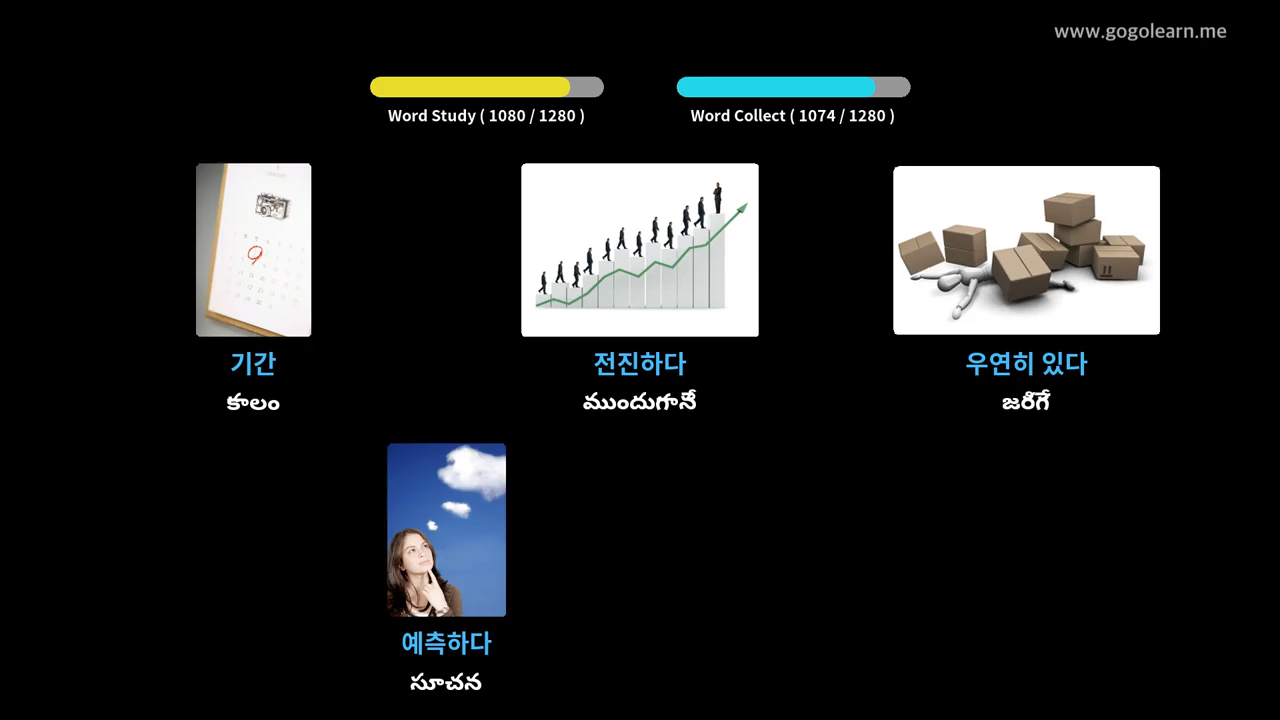 www.gogolearn.me
Word Study ( 1080 / 1280 )
Word Collect ( 1074 / 1280 )
기간
전진하다
우연히 있다
కాలం
ముందుగానే
జరిగే
예측하다
సూచన